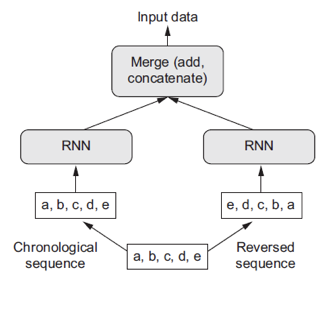 Input data
Merge (add,
concatenate)
RNN
RNN
a, b, c, d, e
e, d, c, b, a
Chronological
sequence
a, b, c, d, e
Reversed
sequence